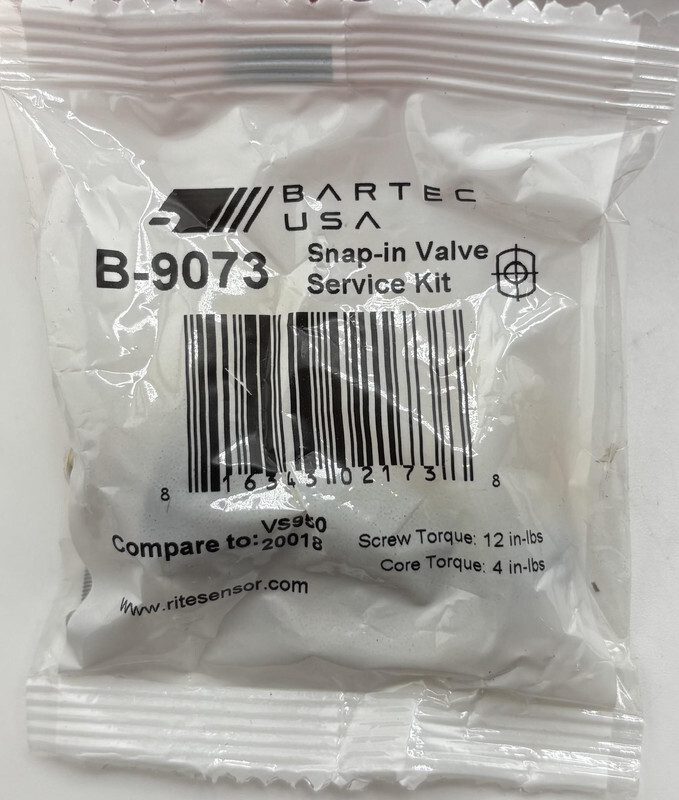 BARTEC
USA
B-9073
Snap-in Valve
Service Kit
8 16343 02173 8
Compare to: VS950
20018
Screw Torque: 12 in-lbs
Core Torque: 4 in-lbs
www.ritesensor.com